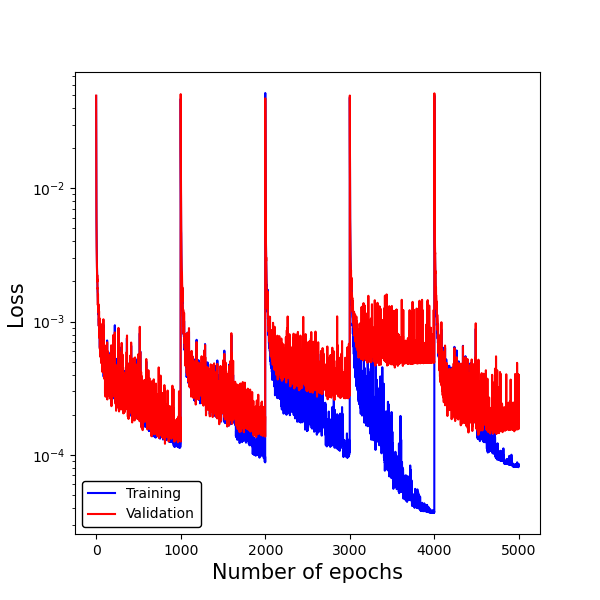 10⁻²
10⁻³
10⁻⁴
Loss
Training
Validation
0 1000 2000 3000 4000 5000
Number of epochs